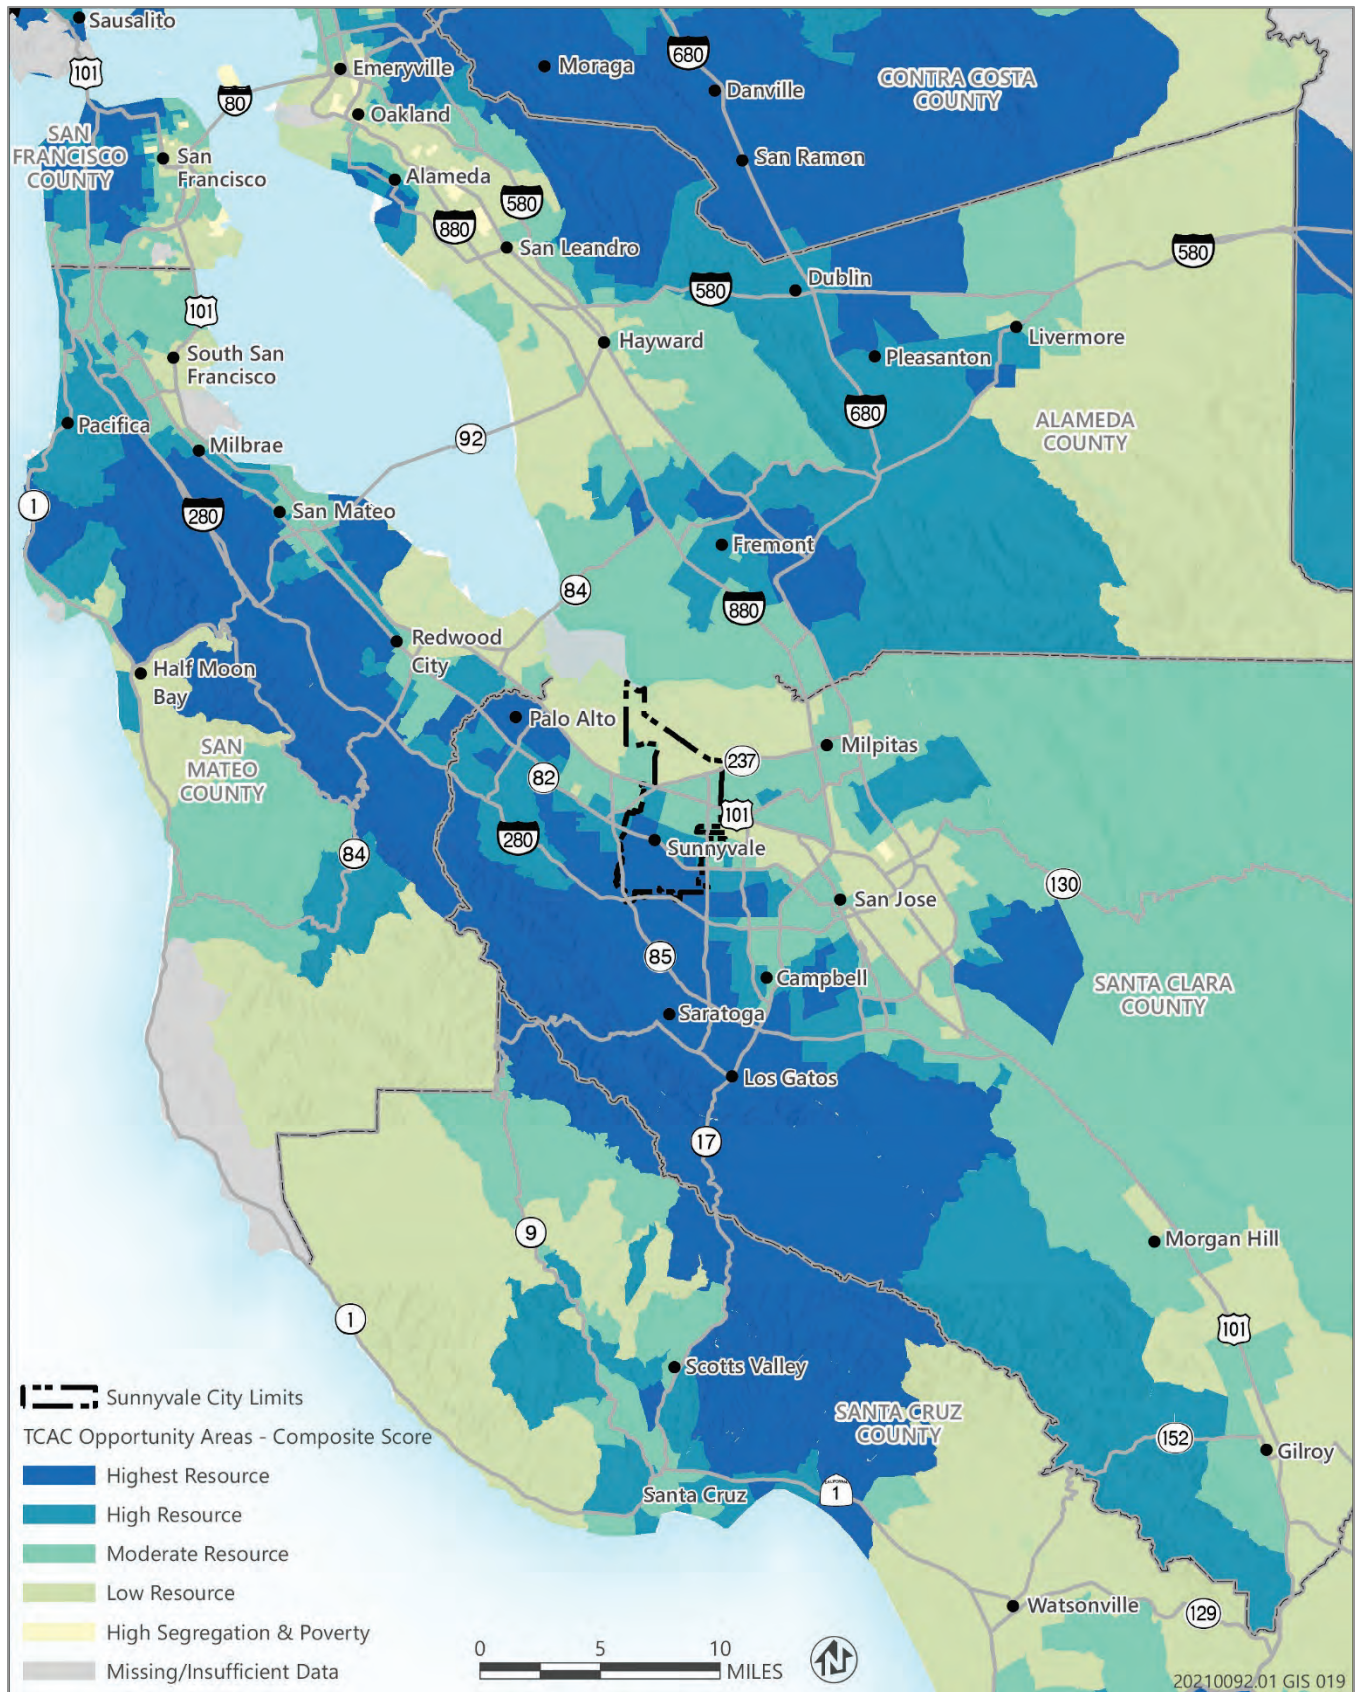 Sausalito
101
Emeryville
80
Oakland
Moraga
680
Danville
CONTRA COSTA
COUNTY
SAN
FRANCISCO
COUNTY
San
Francisco
Alameda
580
880
San Ramon
San Leandro
580
Dublin
580
101
Hayward
Livermore
South San
Francisco
Pleasanton
680
Pacifica
Milbrae
92
ALAMEDA
COUNTY
1
280
San Mateo
Fremont
84
880
Redwood
City
Half Moon
Bay
Palo Alto
SAN
MATEO
COUNTY
82
237
Milpitas
101
280
Sunnyvale
84
130
San Jose
85
Campbell
SANTA CLARA
COUNTY
Saratoga
Los Gatos
17
9
Morgan Hill
1
101
Scotts Valley
SANTA CRUZ
COUNTY
152
Gilroy
Santa Cruz
CALIFORNIA
1
Watsonville
129
Sunnyvale City Limits
TCAC Opportunity Areas - Composite Score
Highest Resource
High Resource
Moderate Resource
Low Resource
High Segregation & Poverty
Missing/Insufficient Data
0 5 10
MILES
N
20210092.01 GIS 019